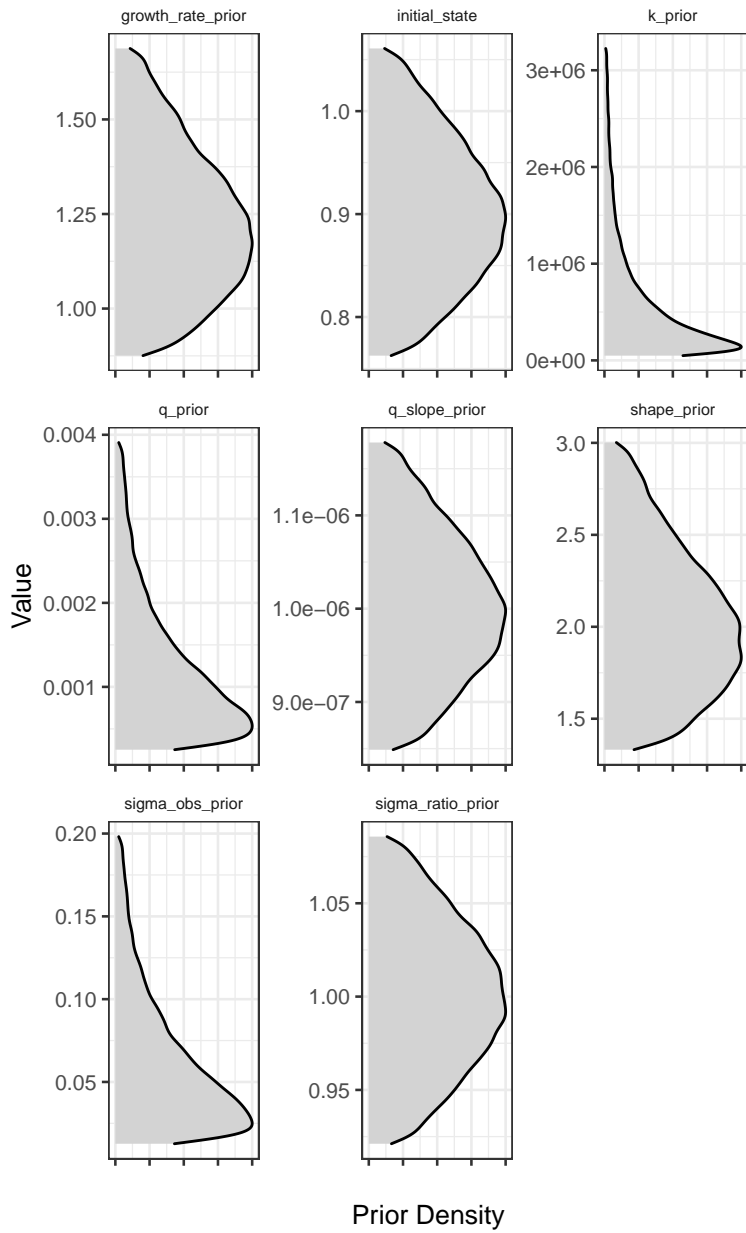 growth_rate_prior
1.50
1.25
1.00
initial_state
1.0
0.9
0.8
k_prior
3e+06
2e+06
1e+06
0e+00
q_prior
0.004
0.003
0.002
0.001
q_slope_prior
1.1e−06
1.0e−06
9.0e−07
shape_prior
3.0
2.5
2.0
1.5
sigma_obs_prior
0.20
0.15
0.10
0.05
sigma_ratio_prior
1.05
1.00
0.95
Value
Prior Density